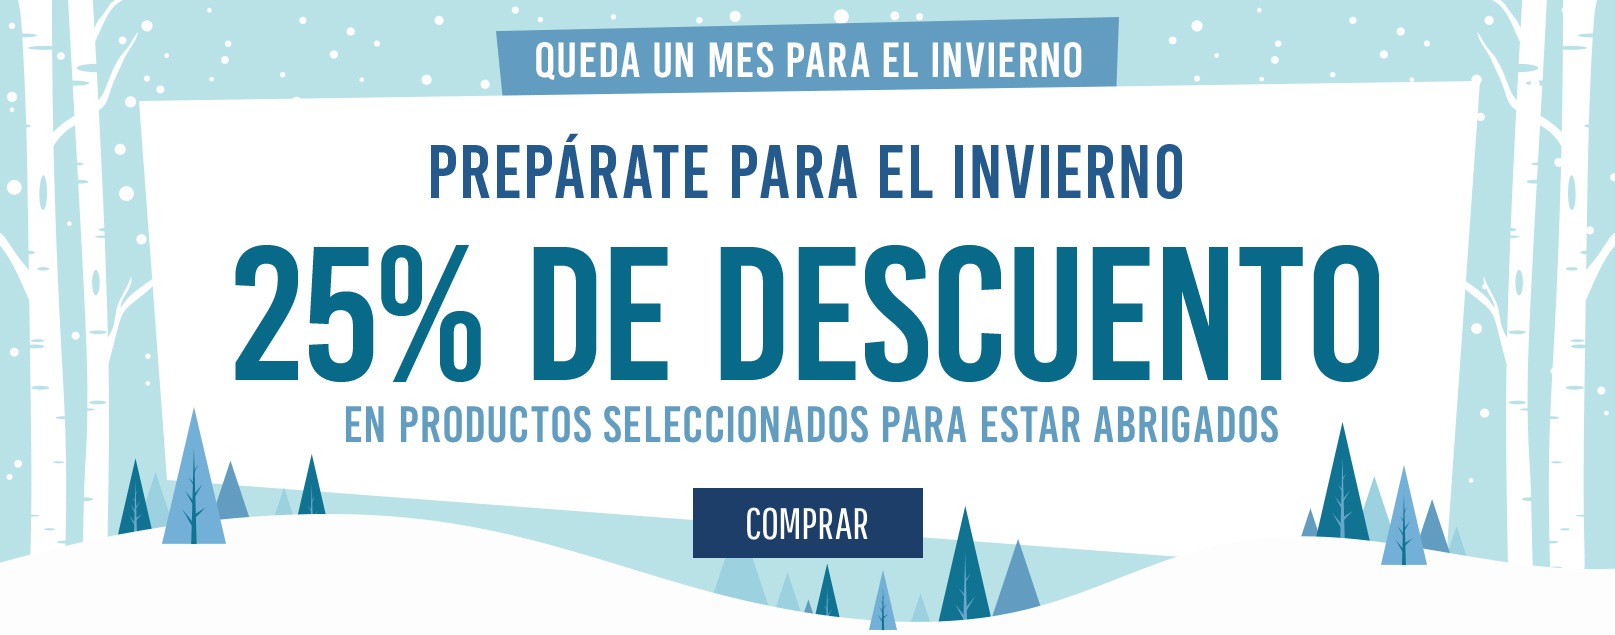 QUEDA UN MES PARA EL INVIERNO
PREPÁRATE PARA EL INVIERNO
25% DE DESCUENTO
EN PRODUCTOS SELECCIONADOS PARA ESTAR ABRIGADOS
COMPRAR